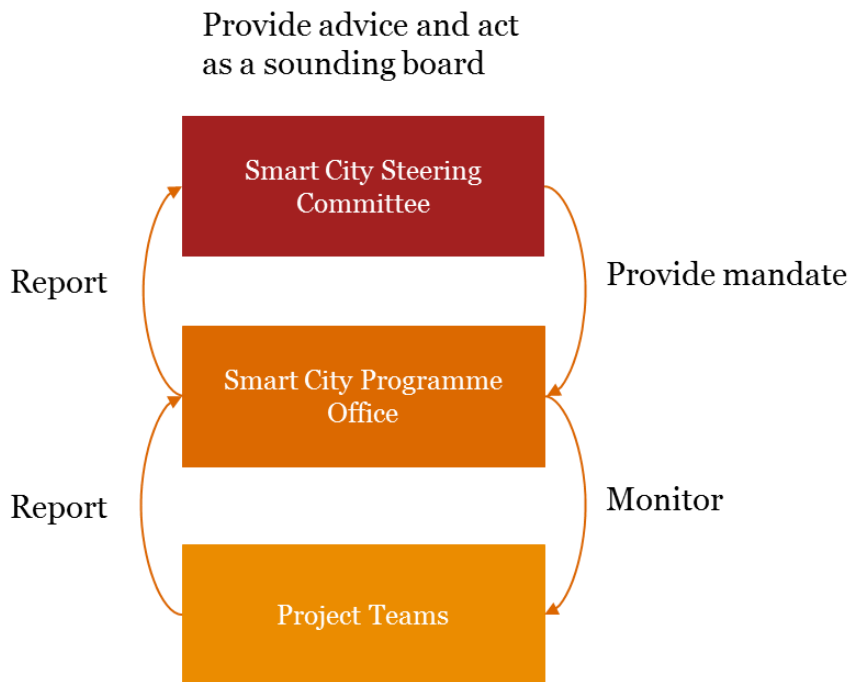 Provide advice and act
as a sounding board
Smart City Steering
Committee
Report
Provide mandate
Smart City Programme
Office
Report
Monitor
Project Teams